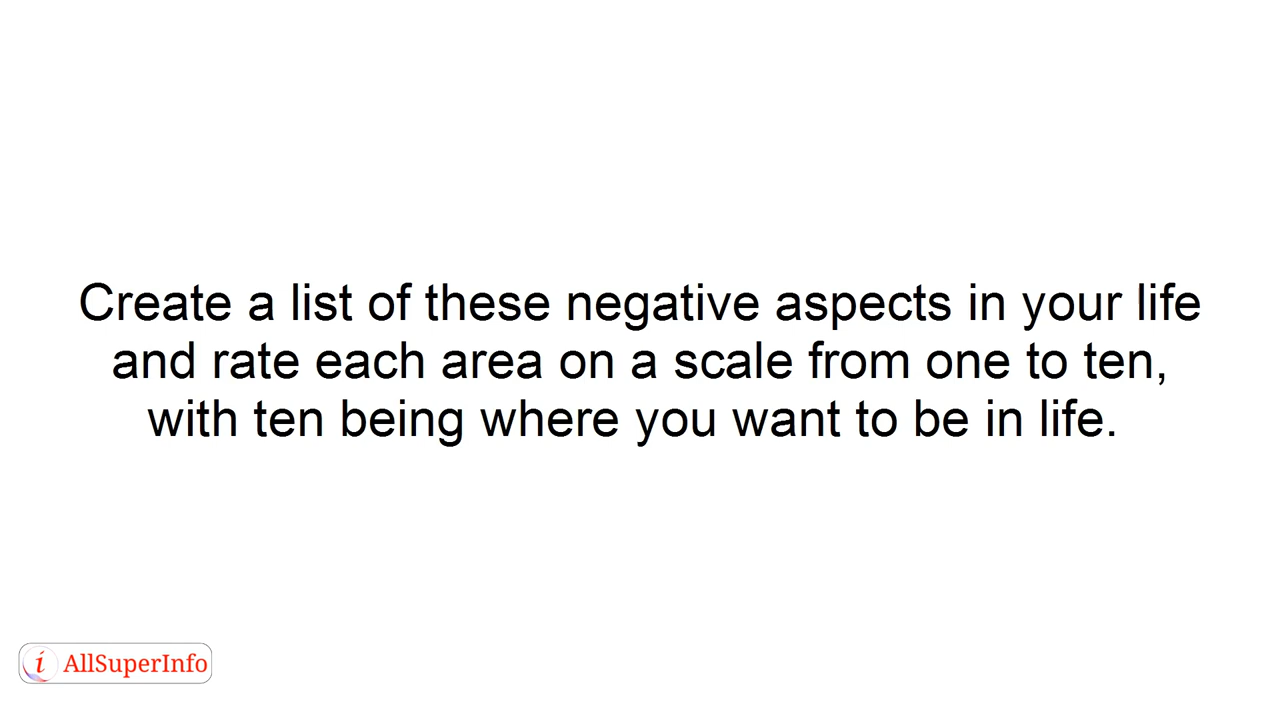 Create a list of these negative aspects in your life
and rate each area on a scale from one to ten,
with ten being where you want to be in life.
i AllSuperInfo